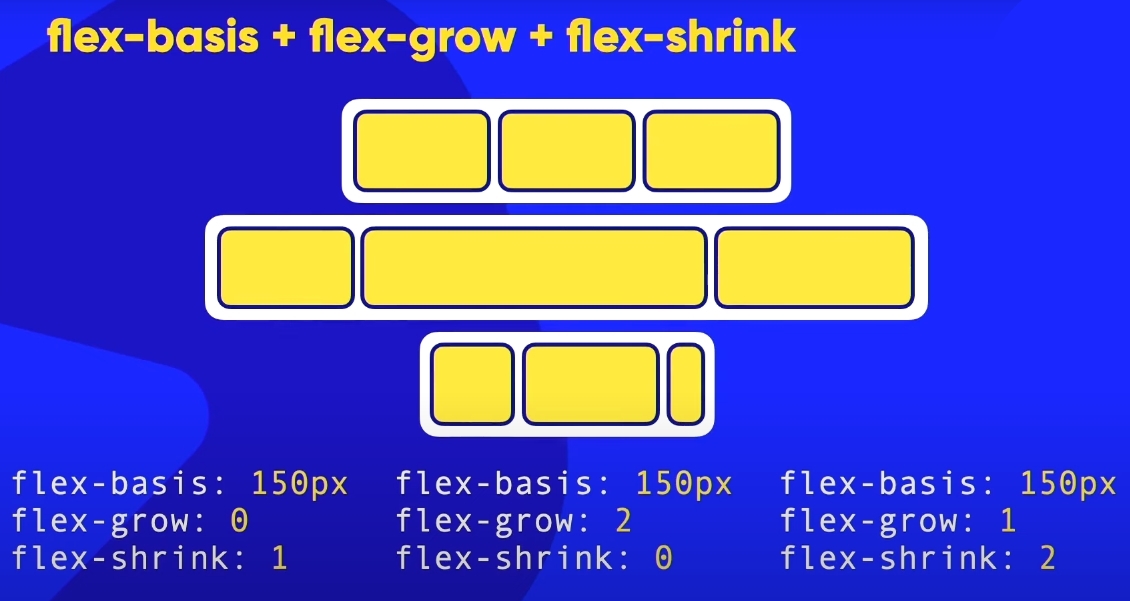 flex-basis + flex-grow + flex-shrink
flex-basis: 150px
flex-grow: 0
flex-shrink: 1
flex-basis: 150px
flex-grow: 2
flex-shrink: 0
flex-basis: 150px
flex-grow: 1
flex-shrink: 2